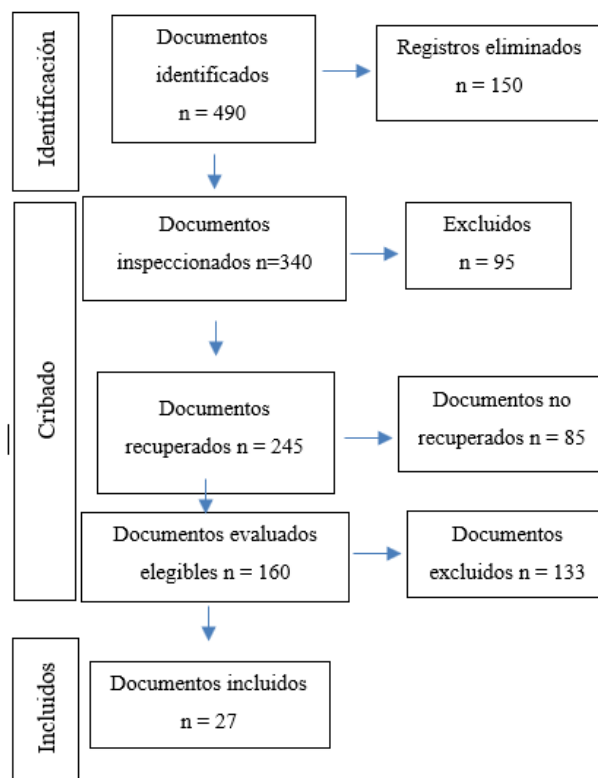 Identificación
Documentos
identificados
n = 490
Registros eliminados
n = 150
Cribado
Documentos
inspeccionados n=340
Excluidos
n = 95
Documentos
recuperados n = 245
Documentos no
recuperados n = 85
Documentos evaluados
elegibles n = 160
Documentos
excluidos n = 133
Incluidos
Documentos incluidos
n = 27